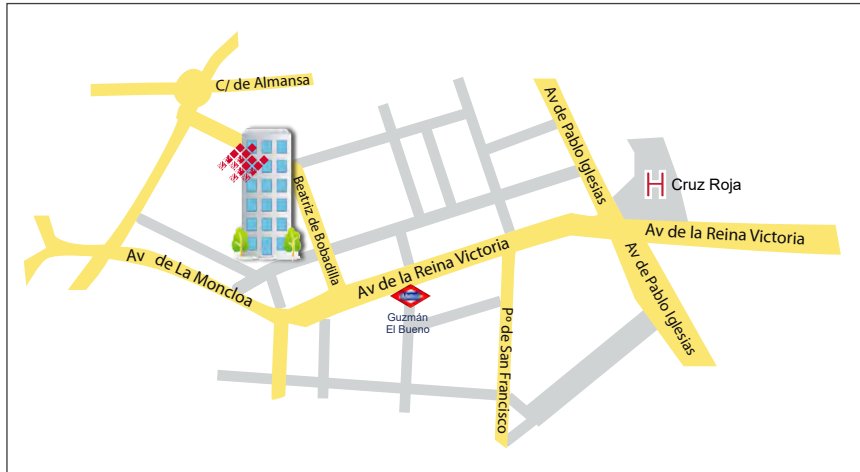 C/ de Almansa
Av de Pablo Iglesias
H Cruz Roja
Beatriz de Bobadilla
Av de la Reina Victoria
Av de la Reina Victoria
Av de La Moncloa
Guzmán
El Bueno
Av de Pablo Iglesias
Pº de San Francisco